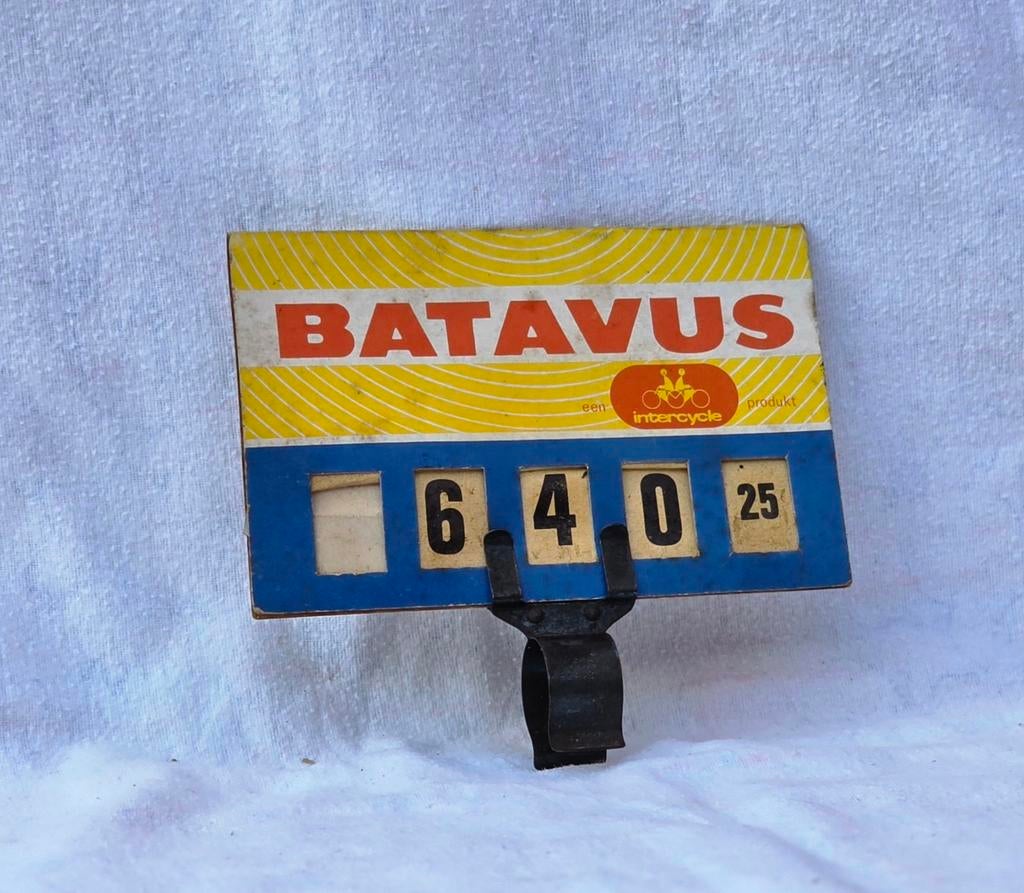 BATAVUS
een intercycle produkt
6 4 0 25